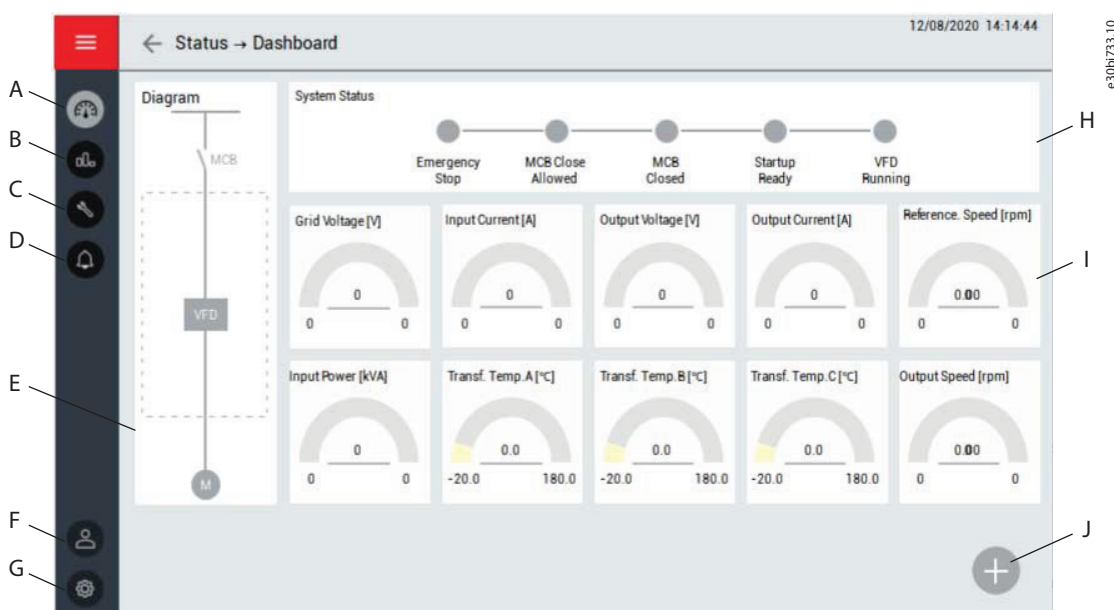 12/08/2020 14:14:44
e30bi733.10
← Status → Dashboard
A
B
C
D
E
F
G
H
I
J
Diagram
MCB
VFD
M
System Status
Emergency Stop
MCB Close Allowed
MCB Closed
Startup Ready
VFD Running
Grid Voltage [V]
0
0 0
Input Current [A]
0
0 0
Output Voltage [V]
0
0 0
Output Current [A]
0
0 0
Reference. Speed [rpm]
0.00
0 0
Input Power [kVA]
0
0 0
Transf. Temp.A [°C]
0.0
-20.0 180.0
Transf. Temp.B [°C]
0.0
-20.0 180.0
Transf. Temp.C [°C]
0.0
-20.0 180.0
Output Speed [rpm]
0.00
0 0